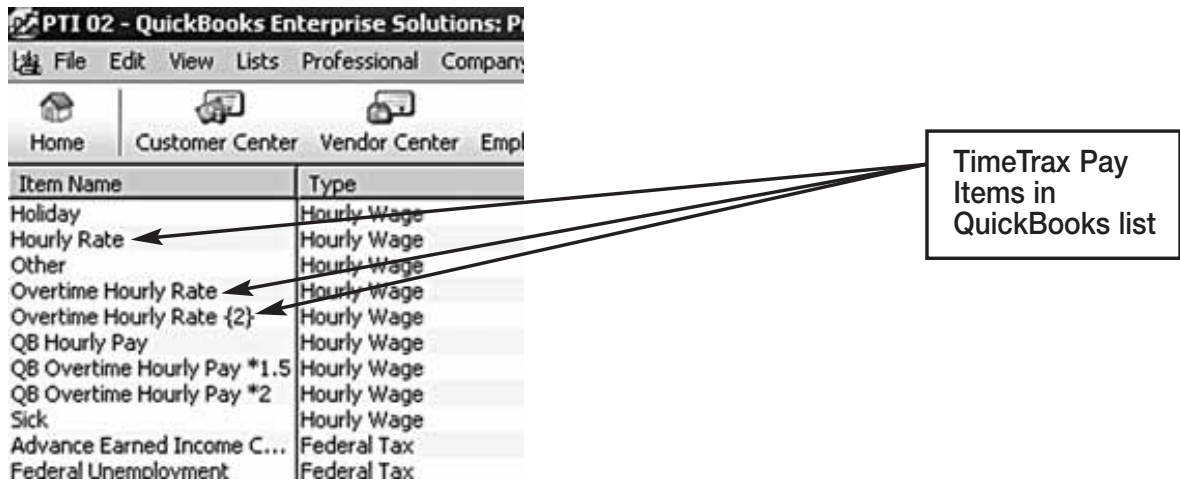 PTI 02 - QuickBooks Enterprise Solutions: P
File Edit View Lists Professional Company
Home Customer Center Vendor Center Empl
Item Name Type
Holiday Hourly Wage
Hourly Rate Hourly Wage
Other Hourly Wage
Overtime Hourly Rate Hourly Wage
Overtime Hourly Rate {2} Hourly Wage
QB Hourly Pay Hourly Wage
QB Overtime Hourly Pay *1.5 Hourly Wage
QB Overtime Hourly Pay *2 Hourly Wage
Sick Hourly Wage
Advance Earned Income C... Federal Tax
Federal Unemployment Federal Tax
TimeTrax Pay
Items in
QuickBooks list